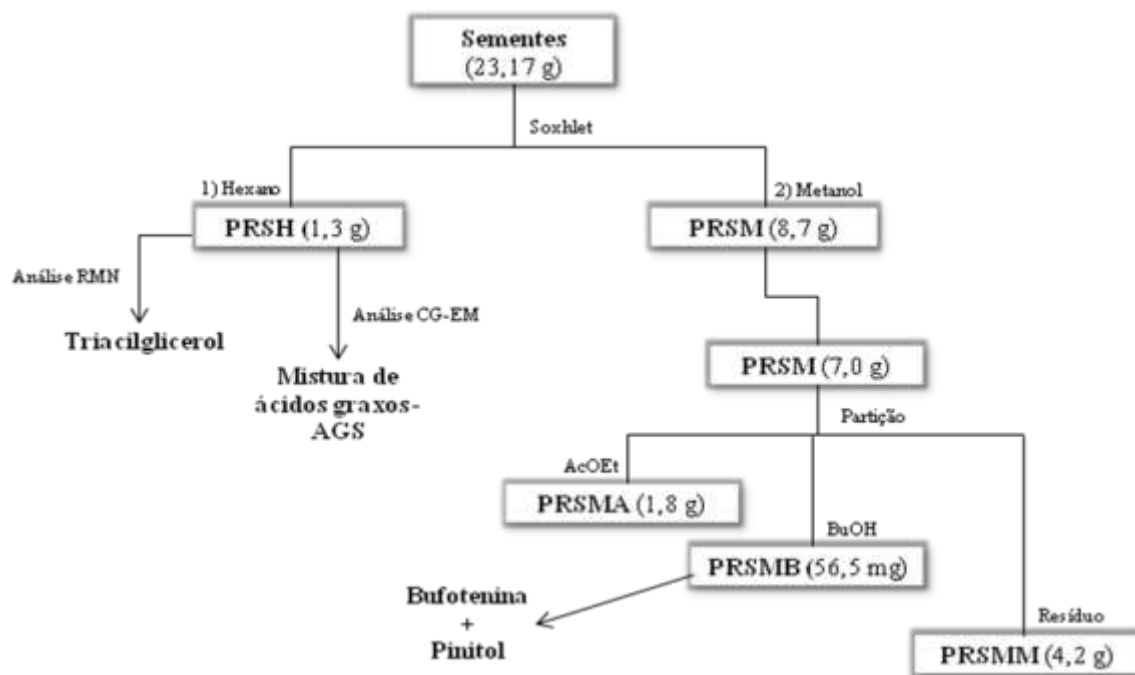 Sementes
(23,17 g)
Soxhlet
1) Hexano
2) Metanol
PRSH (1,3 g)
PRSM (8,7 g)
Análise RMN
Análise CG-EM
Triacilglicerol
Mistura de
ácidos graxos-
AGS
PRSM (7,0 g)
Partição
AcOEt
PRSMA (1,8 g)
BuOH
PRSMB (56,5 mg)
Bufotenina
+
Pinitol
Resíduo
PRSMM (4,2 g)